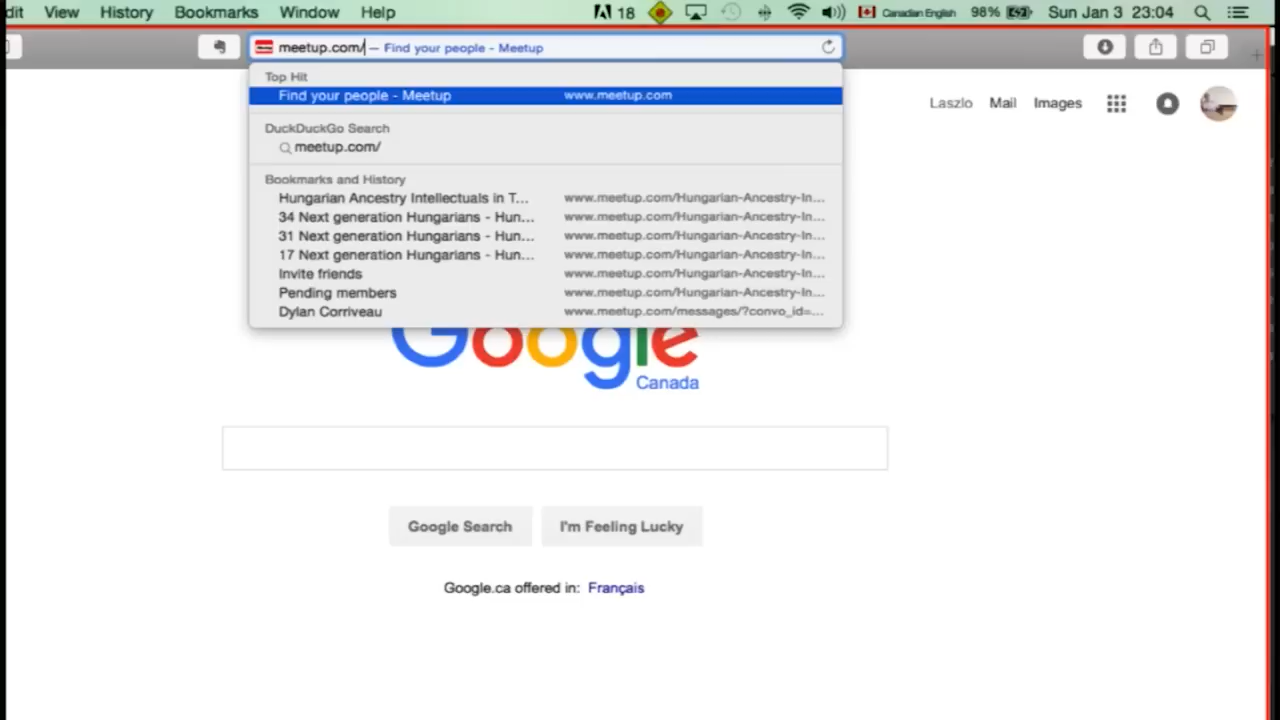 dit View History Bookmarks Window Help 18 Canadian English 98% Sun Jan 3 23:04
meetup.com/ — Find your people - Meetup
Top Hit
Find your people - Meetup www.meetup.com
Laszlo Mail Images
DuckDuckGo Search
meetup.com/
Bookmarks and History
Hungarian Ancestry Intellectuals in T... www.meetup.com/Hungarian-Ancestry-In...
34 Next generation Hungarians - Hun... www.meetup.com/Hungarian-Ancestry-In...
31 Next generation Hungarians - Hun... www.meetup.com/Hungarian-Ancestry-In...
17 Next generation Hungarians - Hun... www.meetup.com/Hungarian-Ancestry-In...
Invite friends www.meetup.com/Hungarian-Ancestry-In...
Pending members www.meetup.com/Hungarian-Ancestry-In...
Dylan Corriveau www.meetup.com/messages/?convo_id=...
Google
Canada
Google Search I'm Feeling Lucky
Google.ca offered in: Français